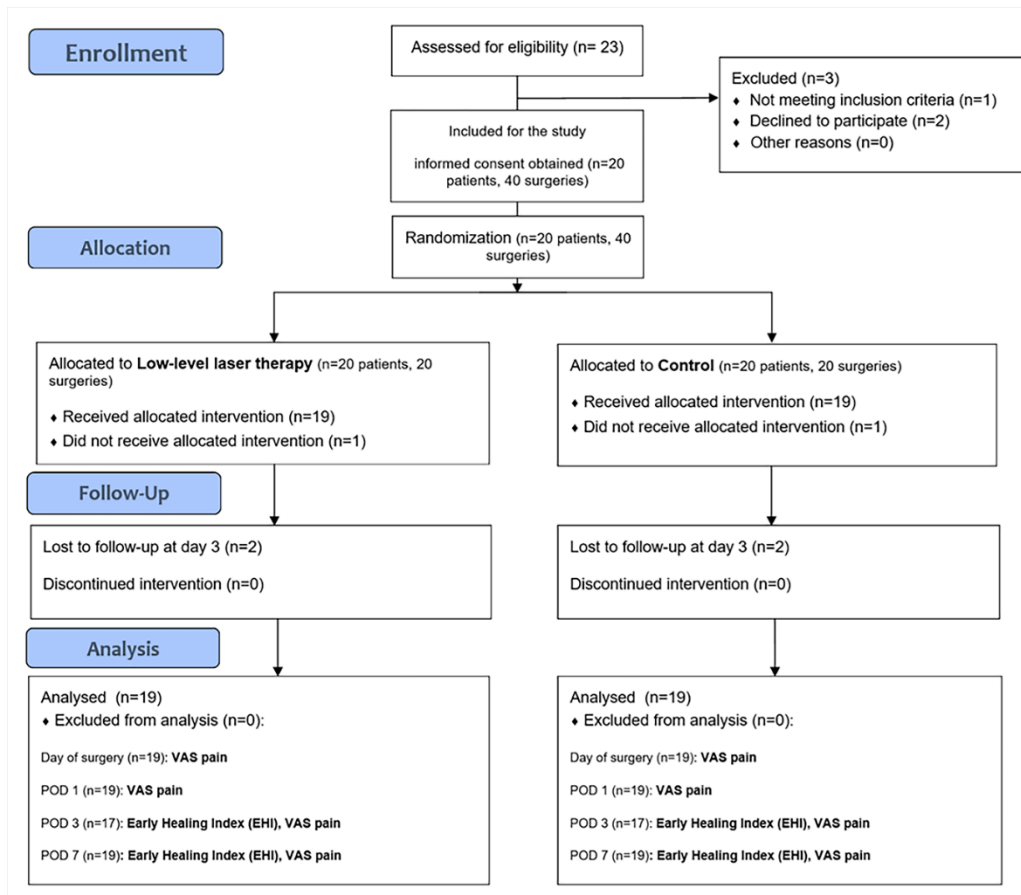 Enrollment
Assessed for eligibility (n= 23)
Excluded (n=3)
♦ Not meeting inclusion criteria (n=1)
♦ Declined to participate (n=2)
♦ Other reasons (n=0)
Included for the study
informed consent obtained (n=20
patients, 40 surgeries)
Allocation
Randomization (n=20 patients, 40
surgeries)
Allocated to Low-level laser therapy (n=20 patients, 20
surgeries)
♦ Received allocated intervention (n=19)
♦ Did not receive allocated intervention (n=1)
Allocated to Control (n=20 patients, 20 surgeries)
♦ Received allocated intervention (n=19)
♦ Did not receive allocated intervention (n=1)
Follow-Up
Lost to follow-up at day 3 (n=2)
Discontinued intervention (n=0)
Lost to follow-up at day 3 (n=2)
Discontinued intervention (n=0)
Analysis
Analysed (n=19)
♦ Excluded from analysis (n=0):
Day of surgery (n=19): VAS pain
POD 1 (n=19): VAS pain
POD 3 (n=17): Early Healing Index (EHI), VAS pain
POD 7 (n=19): Early Healing Index (EHI), VAS pain
Analysed (n=19)
♦ Excluded from analysis (n=0):
Day of surgery (n=19): VAS pain
POD 1 (n=19): VAS pain
POD 3 (n=17): Early Healing Index (EHI), VAS pain
POD 7 (n=19): Early Healing Index (EHI), VAS pain